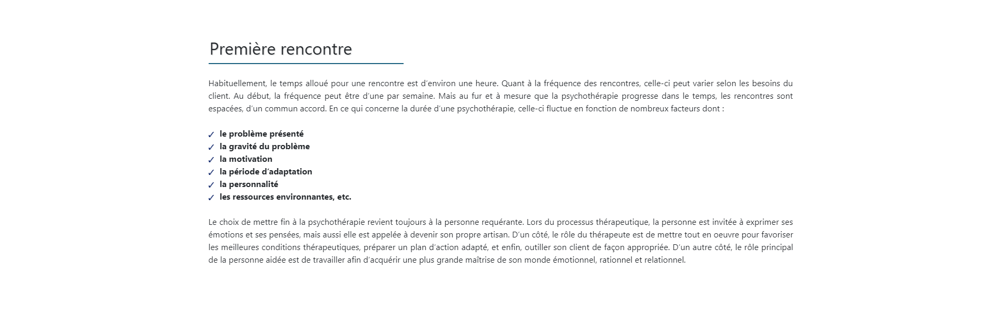 Première rencontre
Habituellement, le temps alloué pour une rencontre est d’environ une heure. Quant à la fréquence des rencontres, celle-ci peut varier selon les besoins du
client. Au début, la fréquence peut être d’une par semaine. Mais au fur et à mesure que la psychothérapie progresse dans le temps, les rencontres sont
espacées, d’un commun accord. En ce qui concerne la durée d’une psychothérapie, celle-ci fluctue en fonction de nombreux facteurs dont :
✓ le problème présenté
✓ la gravité du problème
✓ la motivation
✓ la période d’adaptation
✓ la personnalité
✓ les ressources environnantes, etc.
Le choix de mettre fin à la psychothérapie revient toujours à la personne requérante. Lors du processus thérapeutique, la personne est invitée à exprimer ses
émotions et ses pensées, mais aussi elle est appelée à devenir son propre artisan. D’un côté, le rôle du thérapeute est de mettre tout en oeuvre pour favoriser
les meilleures conditions thérapeutiques, préparer un plan d’action adapté, et enfin, outiller son client de façon appropriée. D’un autre côté, le rôle principal
de la personne aidée est de travailler afin d’acquérir une plus grande maîtrise de son monde émotionnel, rationnel et relationnel.